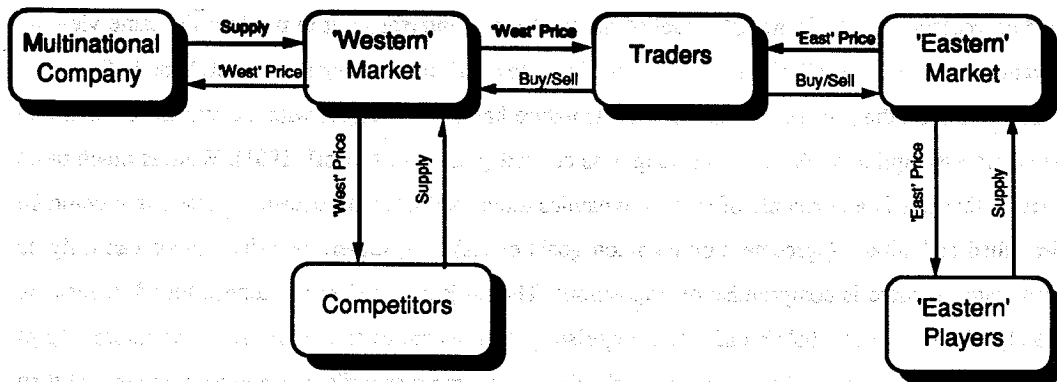 Multinational
Company
Supply
'West' Price
'Western'
Market
'West' Price
Buy/Sell
Traders
'East' Price
Buy/Sell
'Eastern'
Market
'West' Price
Supply
'East' Price
Supply
Competitors
'Eastern'
Players